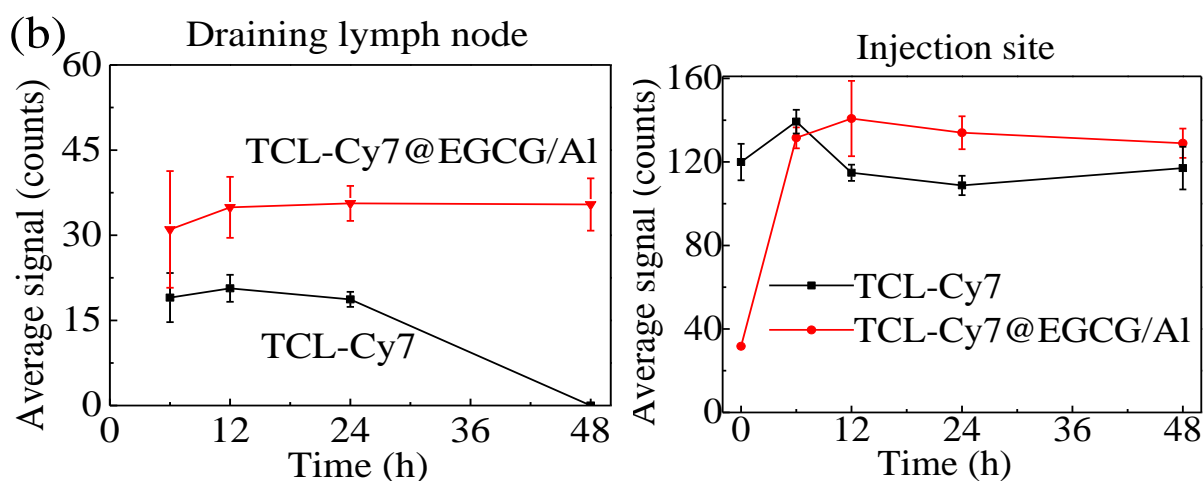 (b)
Draining lymph node
Average signal (counts)
60
45
30
15
0
TCL-Cy7@EGCG/Al
TCL-Cy7
0 12 24 36 48
Time (h)
Injection site
Average signal (counts)
160
120
80
40
0
TCL-Cy7
TCL-Cy7@EGCG/Al
0 12 24 36 48
Time (h)